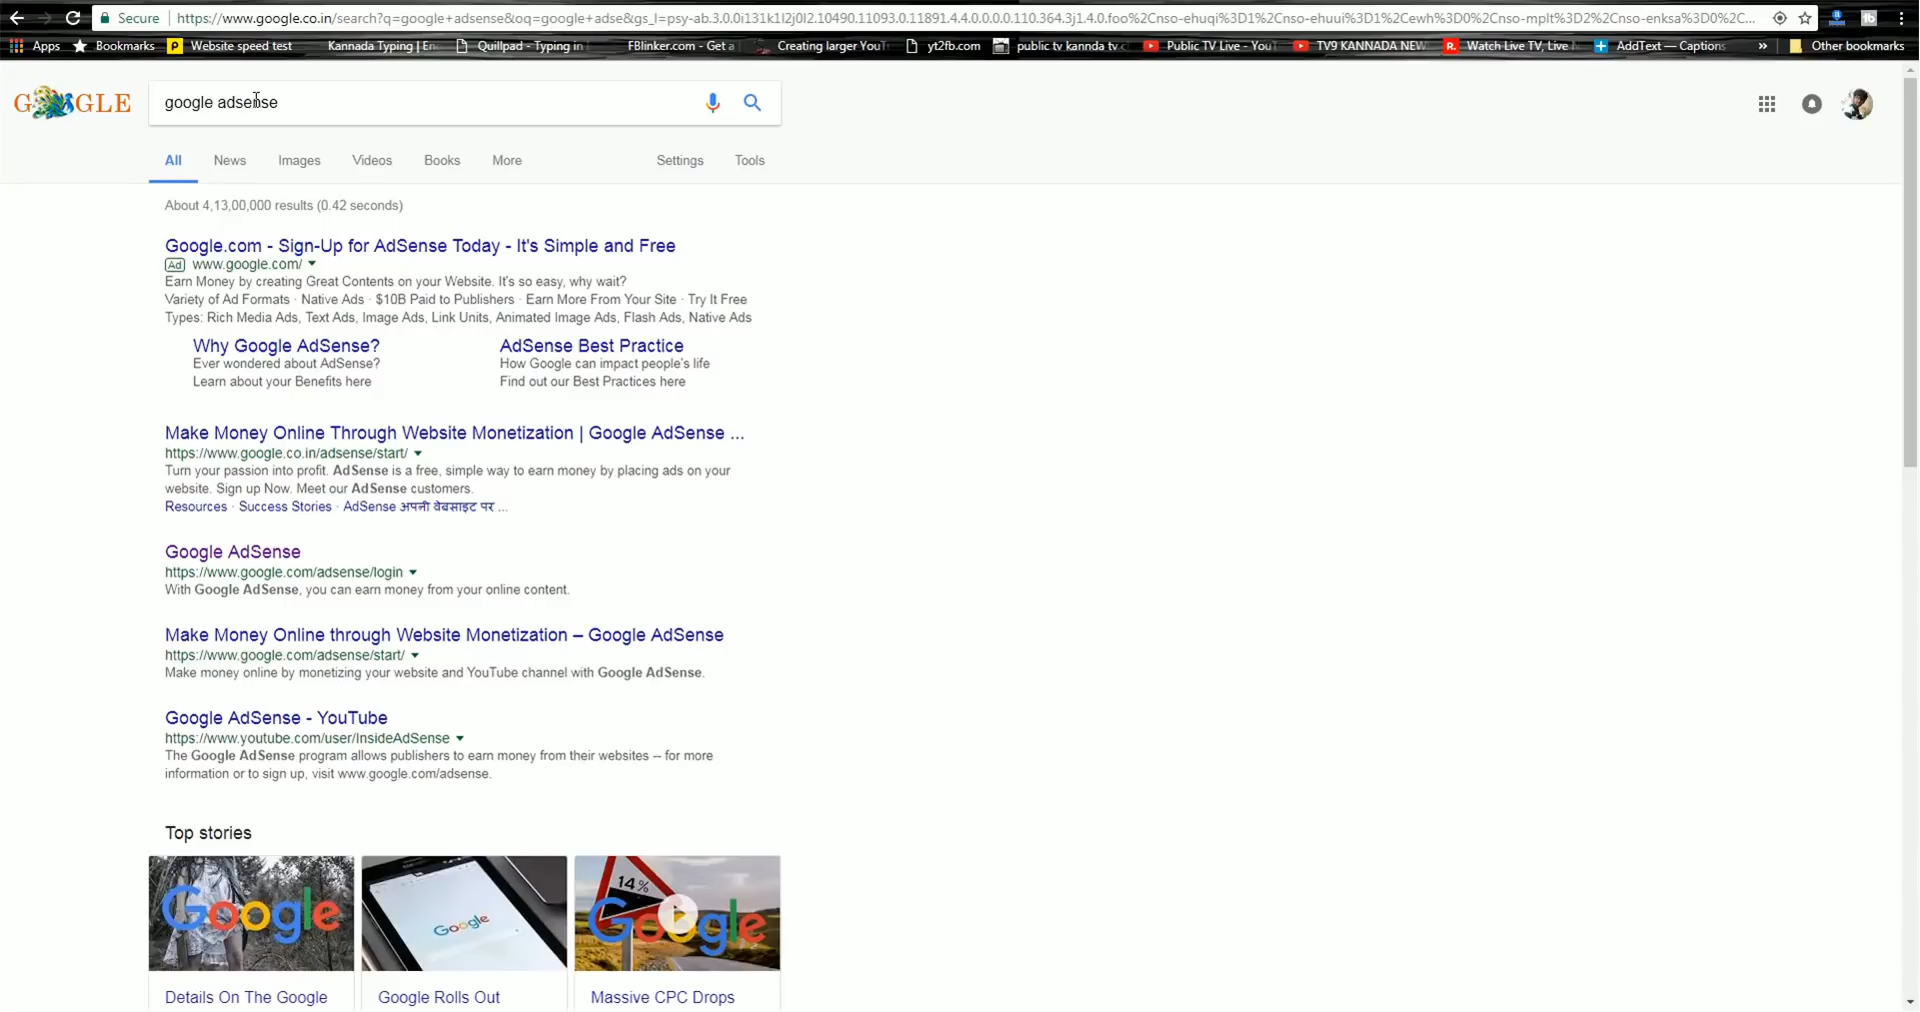 Secure
https://www.google.co.in/search?q=google+adsense&oq=google+adse&gs_l=psy-ab.3.0.0i131k1l2j0l2.10490.11093.0.11891.4.4.0.0.0.0.110.364.3j1.4.0.foo%2Cnso-ehuqi%3D1%2Cnso-ehuui%3D1%2Cewh%3D0%2Cnso-mplt%3D2%2Cnso-enksa%3D0%2C...
Apps Bookmarks Website speed test Kannada Typing | En Quillpad - Typing in FBlinker.com - Get a Creating larger YouT yt2fb.com public tv kannda tv.c Public TV Live - YouT TV9 KANNADA NEW Watch Live TV, Live AddText — Captions » Other bookmarks
GOOGLE
google adsense
All News Images Videos Books More Settings Tools
About 4,13,00,000 results (0.42 seconds)
Google.com - Sign-Up for AdSense Today - It's Simple and Free
Ad www.google.com/
Earn Money by creating Great Contents on your Website. It's so easy, why wait?
Variety of Ad Formats · Native Ads · $10B Paid to Publishers · Earn More From Your Site · Try It Free
Types: Rich Media Ads, Text Ads, Image Ads, Link Units, Animated Image Ads, Flash Ads, Native Ads
Why Google AdSense?
Ever wondered about AdSense?
Learn about your Benefits here
AdSense Best Practice
How Google can impact people's life
Find out our Best Practices here
Make Money Online Through Website Monetization | Google AdSense ...
https://www.google.co.in/adsense/start/
Turn your passion into profit. AdSense is a free, simple way to earn money by placing ads on your
website. Sign up Now. Meet our AdSense customers.
Resources · Success Stories · AdSense अपनी वेबसाइट पर ...
Google AdSense
https://www.google.com/adsense/login
With Google AdSense, you can earn money from your online content.
Make Money Online through Website Monetization – Google AdSense
https://www.google.com/adsense/start/
Make money online by monetizing your website and YouTube channel with Google AdSense.
Google AdSense - YouTube
https://www.youtube.com/user/InsideAdSense
The Google AdSense program allows publishers to earn money from their websites -- for more
information or to sign up, visit www.google.com/adsense.
Top stories
Google
Google
14%
Google
Details On The Google
Google Rolls Out
Massive CPC Drops